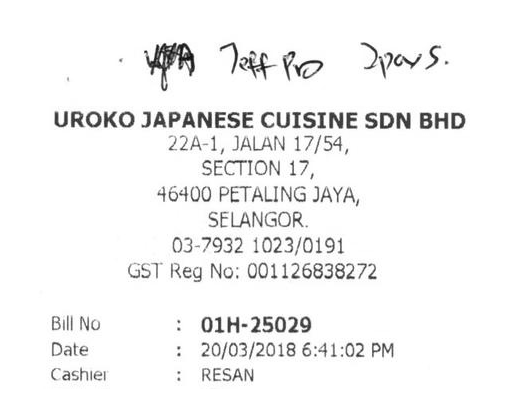 Jeff Pro 2pax S.
UROKO JAPANESE CUISINE SDN BHD
22A-1, JALAN 17/54,
SECTION 17,
46400 PETALING JAYA,
SELANGOR.
03-7932 1023/0191
GST Reg No: 001126838272
Bill No : 01H-25029
Date : 20/03/2018 6:41:02 PM
Cashier : RESAN